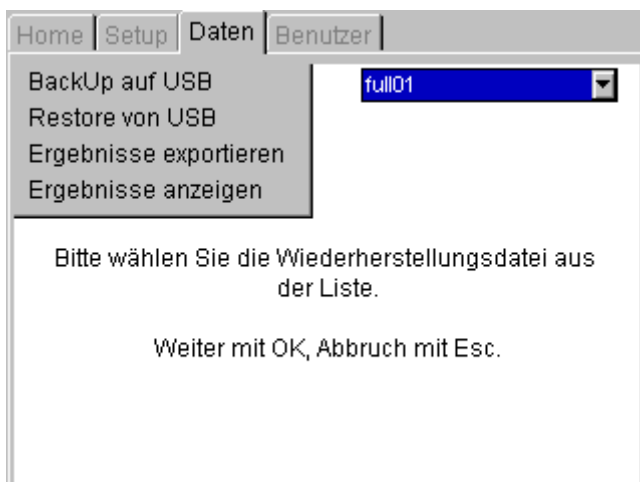 Home Setup Daten Benutzer
BackUp auf USB
full01
Restore von USB
Ergebnisse exportieren
Ergebnisse anzeigen
Bitte wählen Sie die Wiederherstellungsdatei aus
der Liste.
Weiter mit OK, Abbruch mit Esc.